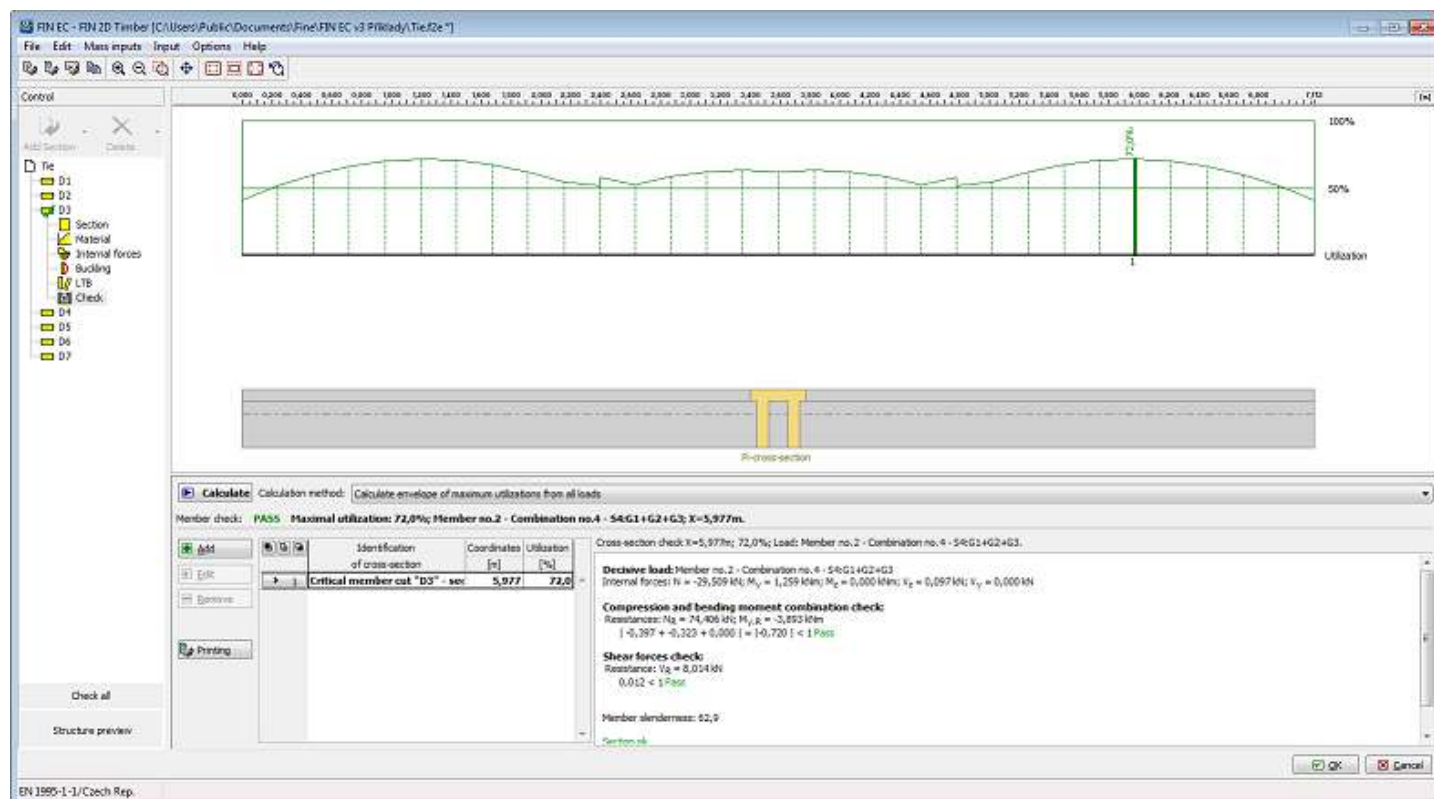 FIN EC - FIN 2D Timber [C:\Users\Public\Documents\Fine\FIN EC v3 Příklady\Tie.f2e *]
File Edit Mass inputs Input Options Help
Control
Add Section Delete
Tie
D1
D2
D3
Section
Material
Internal forces
Buckling
LTB
Check
D4
D5
D6
D7
Check all
Structure preview
[m]
100%
72,0%
50%
Utilization
1
Pi-cross-section
Calculate Calculation method: Calculate envelope of maximum utilizations from all loads
Member check: PASS Maximal utilization: 72,0%; Member no.2 - Combination no.4 - S4:G1+G2+G3; X=5,977m.
Add
Edit
Remove
Printing
Identification of cross-section Coordinates [m] Utilization [%]
1 Critical member cut "D3" - sec 5,977 72,0
Cross-section check X=5,977m; 72,0%; Load: Member no.2 - Combination no.4 - S4:G1+G2+G3.
Decisive load: Member no.2 - Combination no.4 - S4:G1+G2+G3
Internal forces: N = -29,509 kN; My = 1,259 kNm; Mz = 0,000 kNm; Vz = 0,097 kN; Vy = 0,000 kN
Compression and bending moment combination check:
Resistances: NR = 74,406 kN; My,R = -3,893 kNm
| -0,397 + -0,323 + 0,000 | = |-0,720 | < 1 Pass
Shear forces check:
Resistance: VR = 8,014 kN
0,012 < 1 Pass
Member slenderness: 62,9
Section ok
OK Cancel
EN 1995-1-1/Czech Rep.